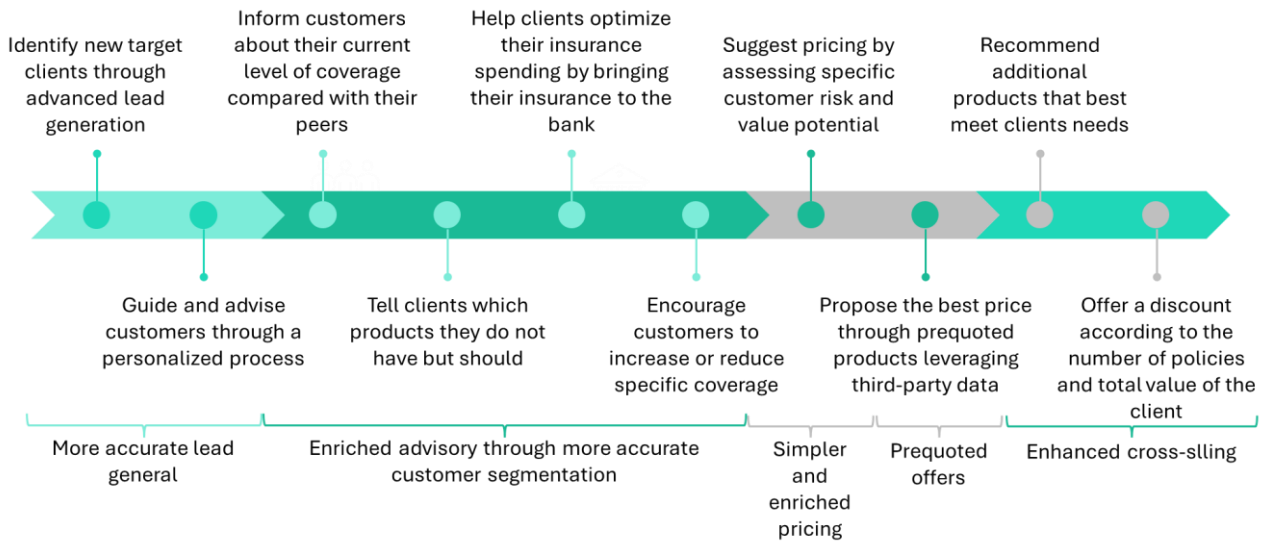 Identify new target
clients through
advanced lead
generation
Inform customers
about their current
level of coverage
compared with their
peers
Help clients optimize
their insurance
spending by bringing
their insurance to the
bank
Suggest pricing by
assessing specific
customer risk and
value potential
Recommend
additional
products that best
meet clients needs
Guide and advise
customers through a
personalized process
Tell clients which
products they do not
have but should
Encourage
customers to
increase or reduce
specific coverage
Propose the best price
through prequoted
products leveraging
third-party data
Offer a discount
according to the
number of policies
and total value of the
client
More accurate lead
general
Enriched advisory through more accurate
customer segmentation
Simpler
and
enriched
pricing
Prequoted
offers
Enhanced cross-slling